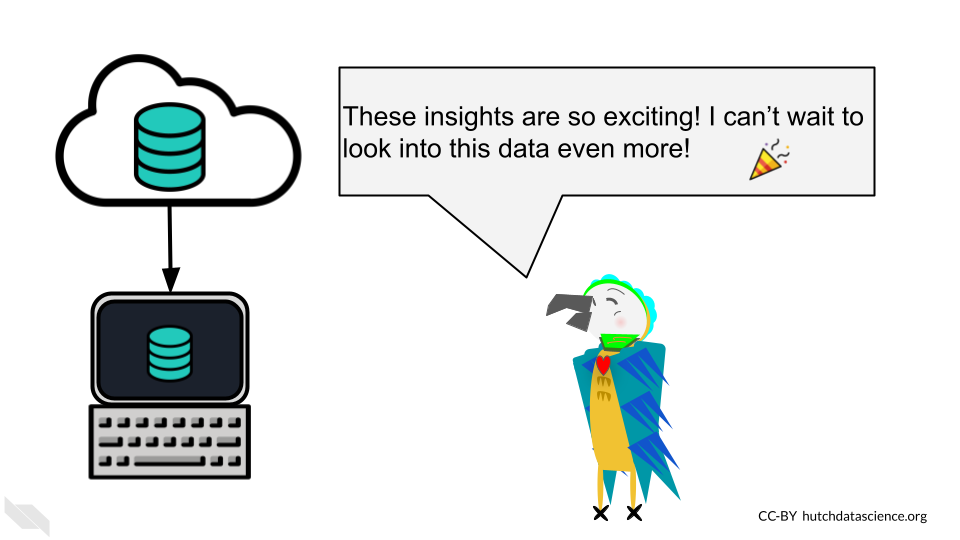 These insights are so exciting! I can’t wait to
look into this data even more!
CC-BY hutchdatascience.org